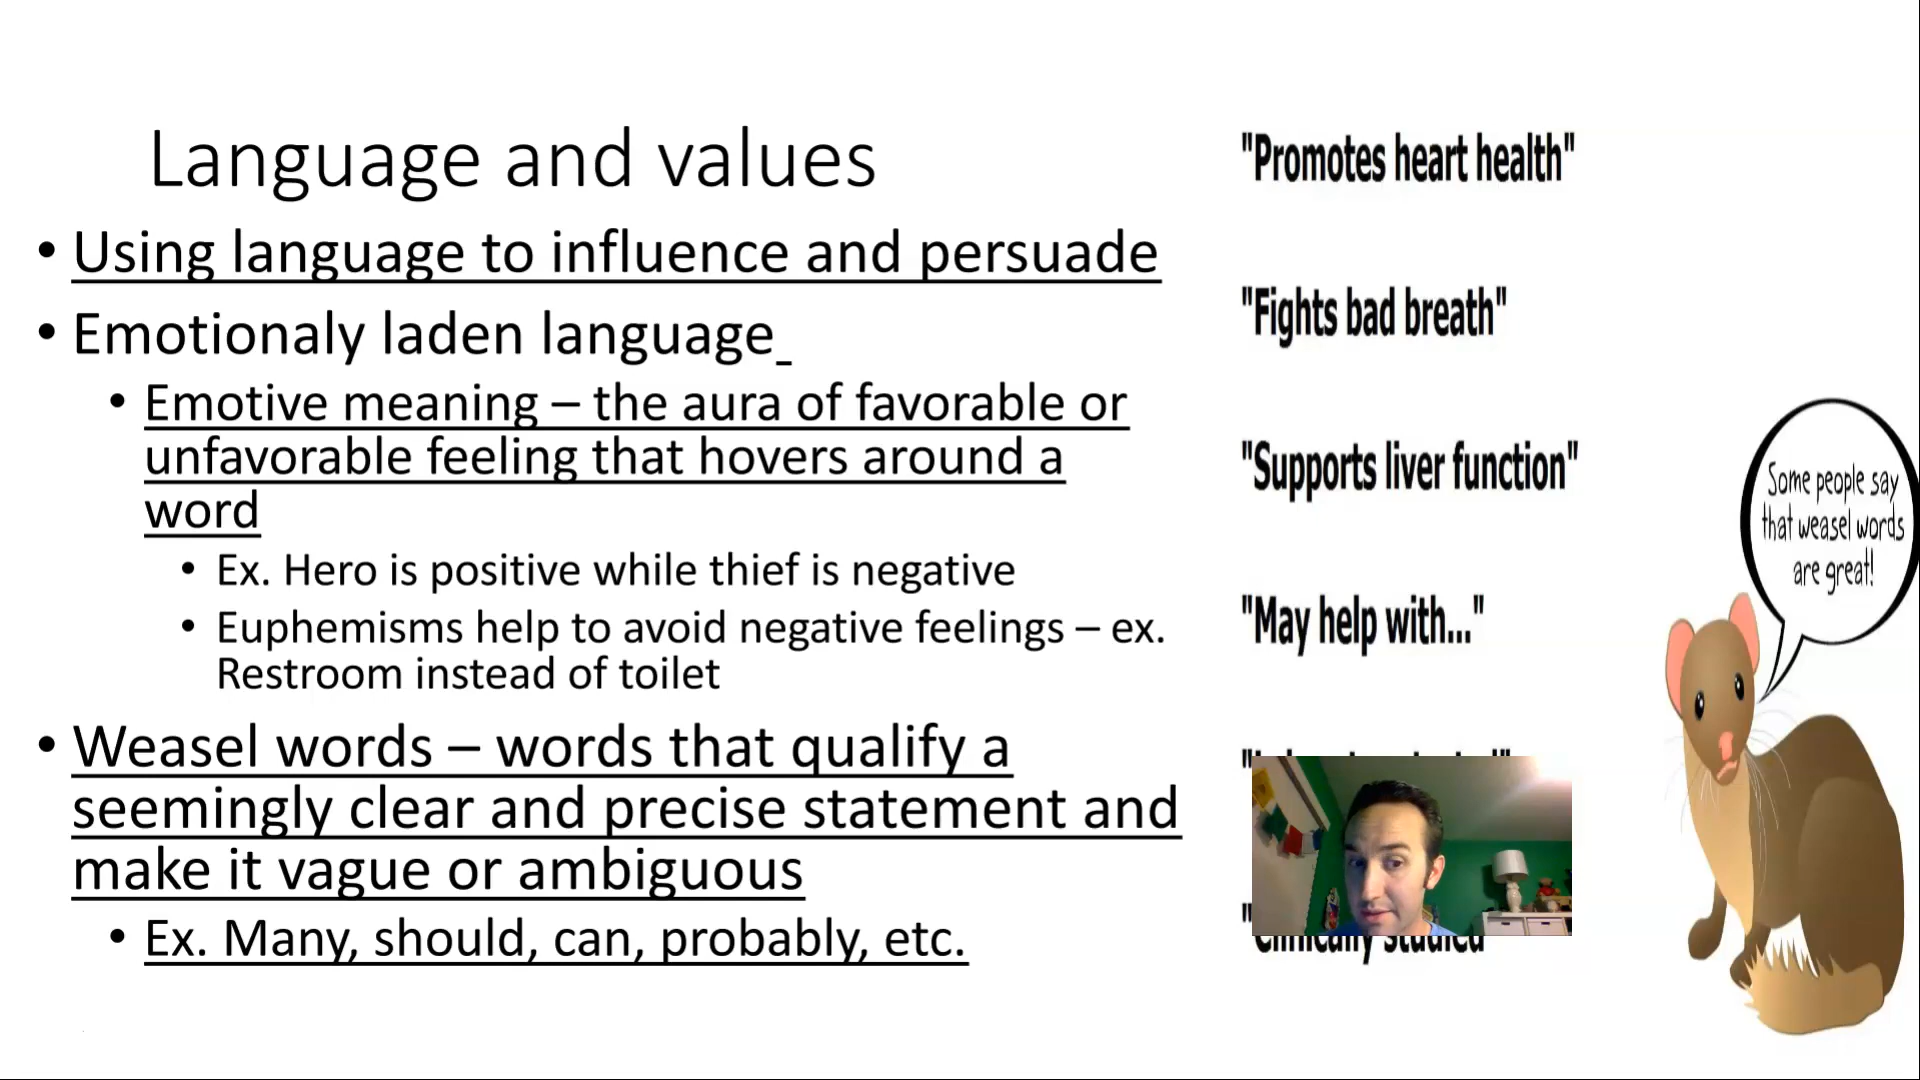 Language and values
• Using language to influence and persuade
• Emotionaly laden language
• Emotive meaning – the aura of favorable or
unfavorable feeling that hovers around a
word
• Ex. Hero is positive while thief is negative
• Euphemisms help to avoid negative feelings – ex.
Restroom instead of toilet
• Weasel words – words that qualify a
seemingly clear and precise statement and
make it vague or ambiguous
• Ex. Many, should, can, probably, etc.
"Promotes heart health"
"Fights bad breath"
"Supports liver function"
"May help with..."
"Clinically studied"
Some people say
that weasel words
are great!